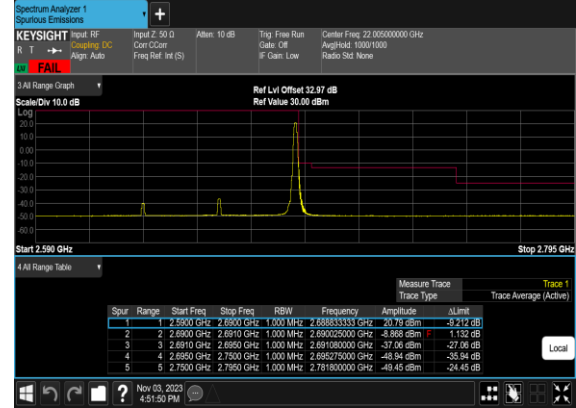 Spectrum Analyzer 1
Spurious Emissions
KEYSIGHT Input: RF Input Z: 50 Ω Atten: 10 dB Trig: Free Run Center Freq: 22.005000000 GHz
R T Coupling: DC Corr CCorr Gate: Off Avg|Hold: 1000/1000
Align: Auto Freq Ref: Int (S) IF Gain: Low Radio Std: None
LXI FAIL
3 All Range Graph
Ref Lvl Offset 32.97 dB
Scale/Div 10.0 dB Ref Value 30.00 dBm
Log
20.0
10.0
0.00
-10.0
-20.0
-30.0
-40.0
-50.0
-60.0
Start 2.590 GHz Stop 2.795 GHz
4 All Range Table
Measure Trace Trace 1
Trace Type Trace Average (Active)
Spur Range Start Freq Stop Freq RBW Frequency Amplitude ΔLimit
1 1 2.5900 GHz 2.6900 GHz 1.000 MHz 2.688833333 GHz 20.79 dBm -9.212 dB
2 2 2.6900 GHz 2.6910 GHz 1.000 MHz 2.690025000 GHz -8.868 dBm F 1.132 dB
3 3 2.6910 GHz 2.6950 GHz 1.000 MHz 2.691080000 GHz -37.06 dBm -27.06 dB
4 4 2.6950 GHz 2.7500 GHz 1.000 MHz 2.695275000 GHz -48.94 dBm -35.94 dB
5 5 2.7500 GHz 2.7950 GHz 1.000 MHz 2.781800000 GHz -49.45 dBm -24.45 dB
Local
? Nov 03, 2023
4:51:50 PM